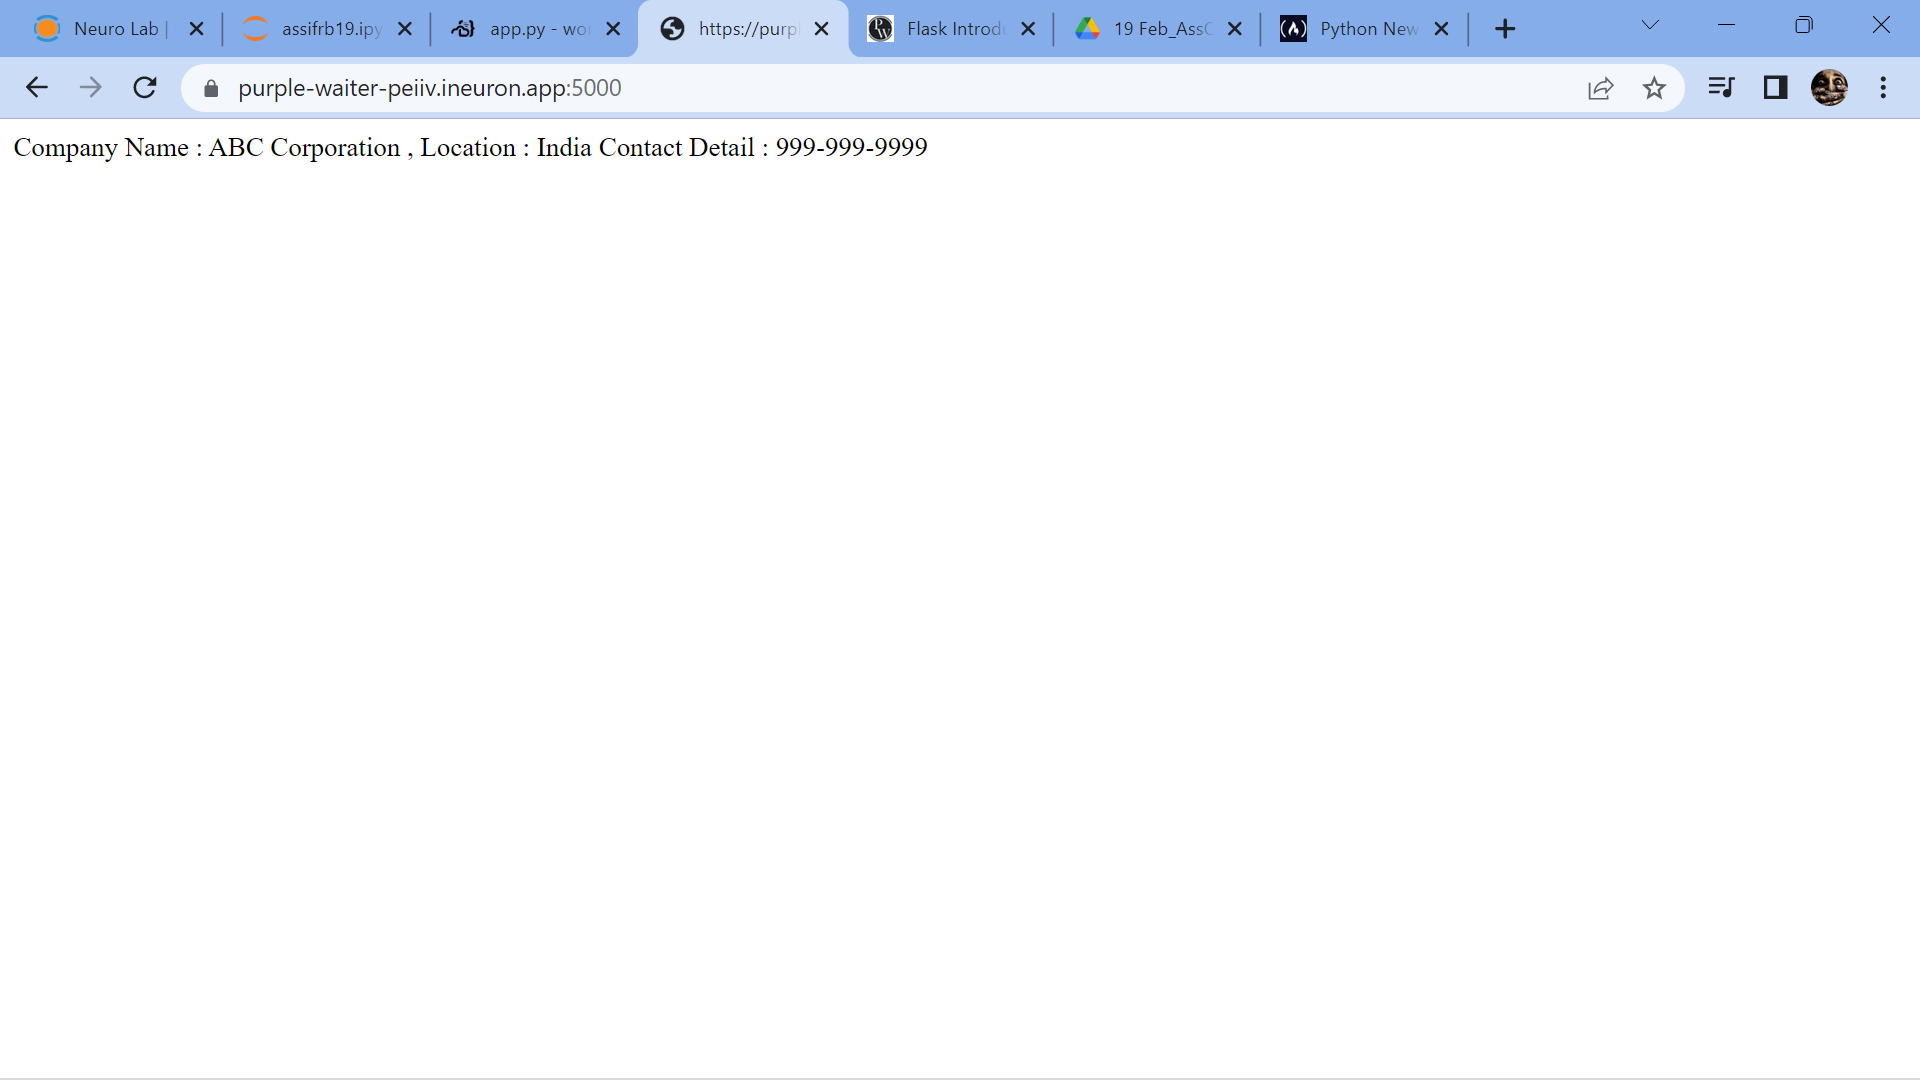 Neuro Lab |
assifrb19.ipy
app.py - wo
https://purp
Flask Introd
19 Feb_Ass
Python New
purple-waiter-peiiv.ineuron.app:5000
Company Name : ABC Corporation , Location : India Contact Detail : 999-999-9999